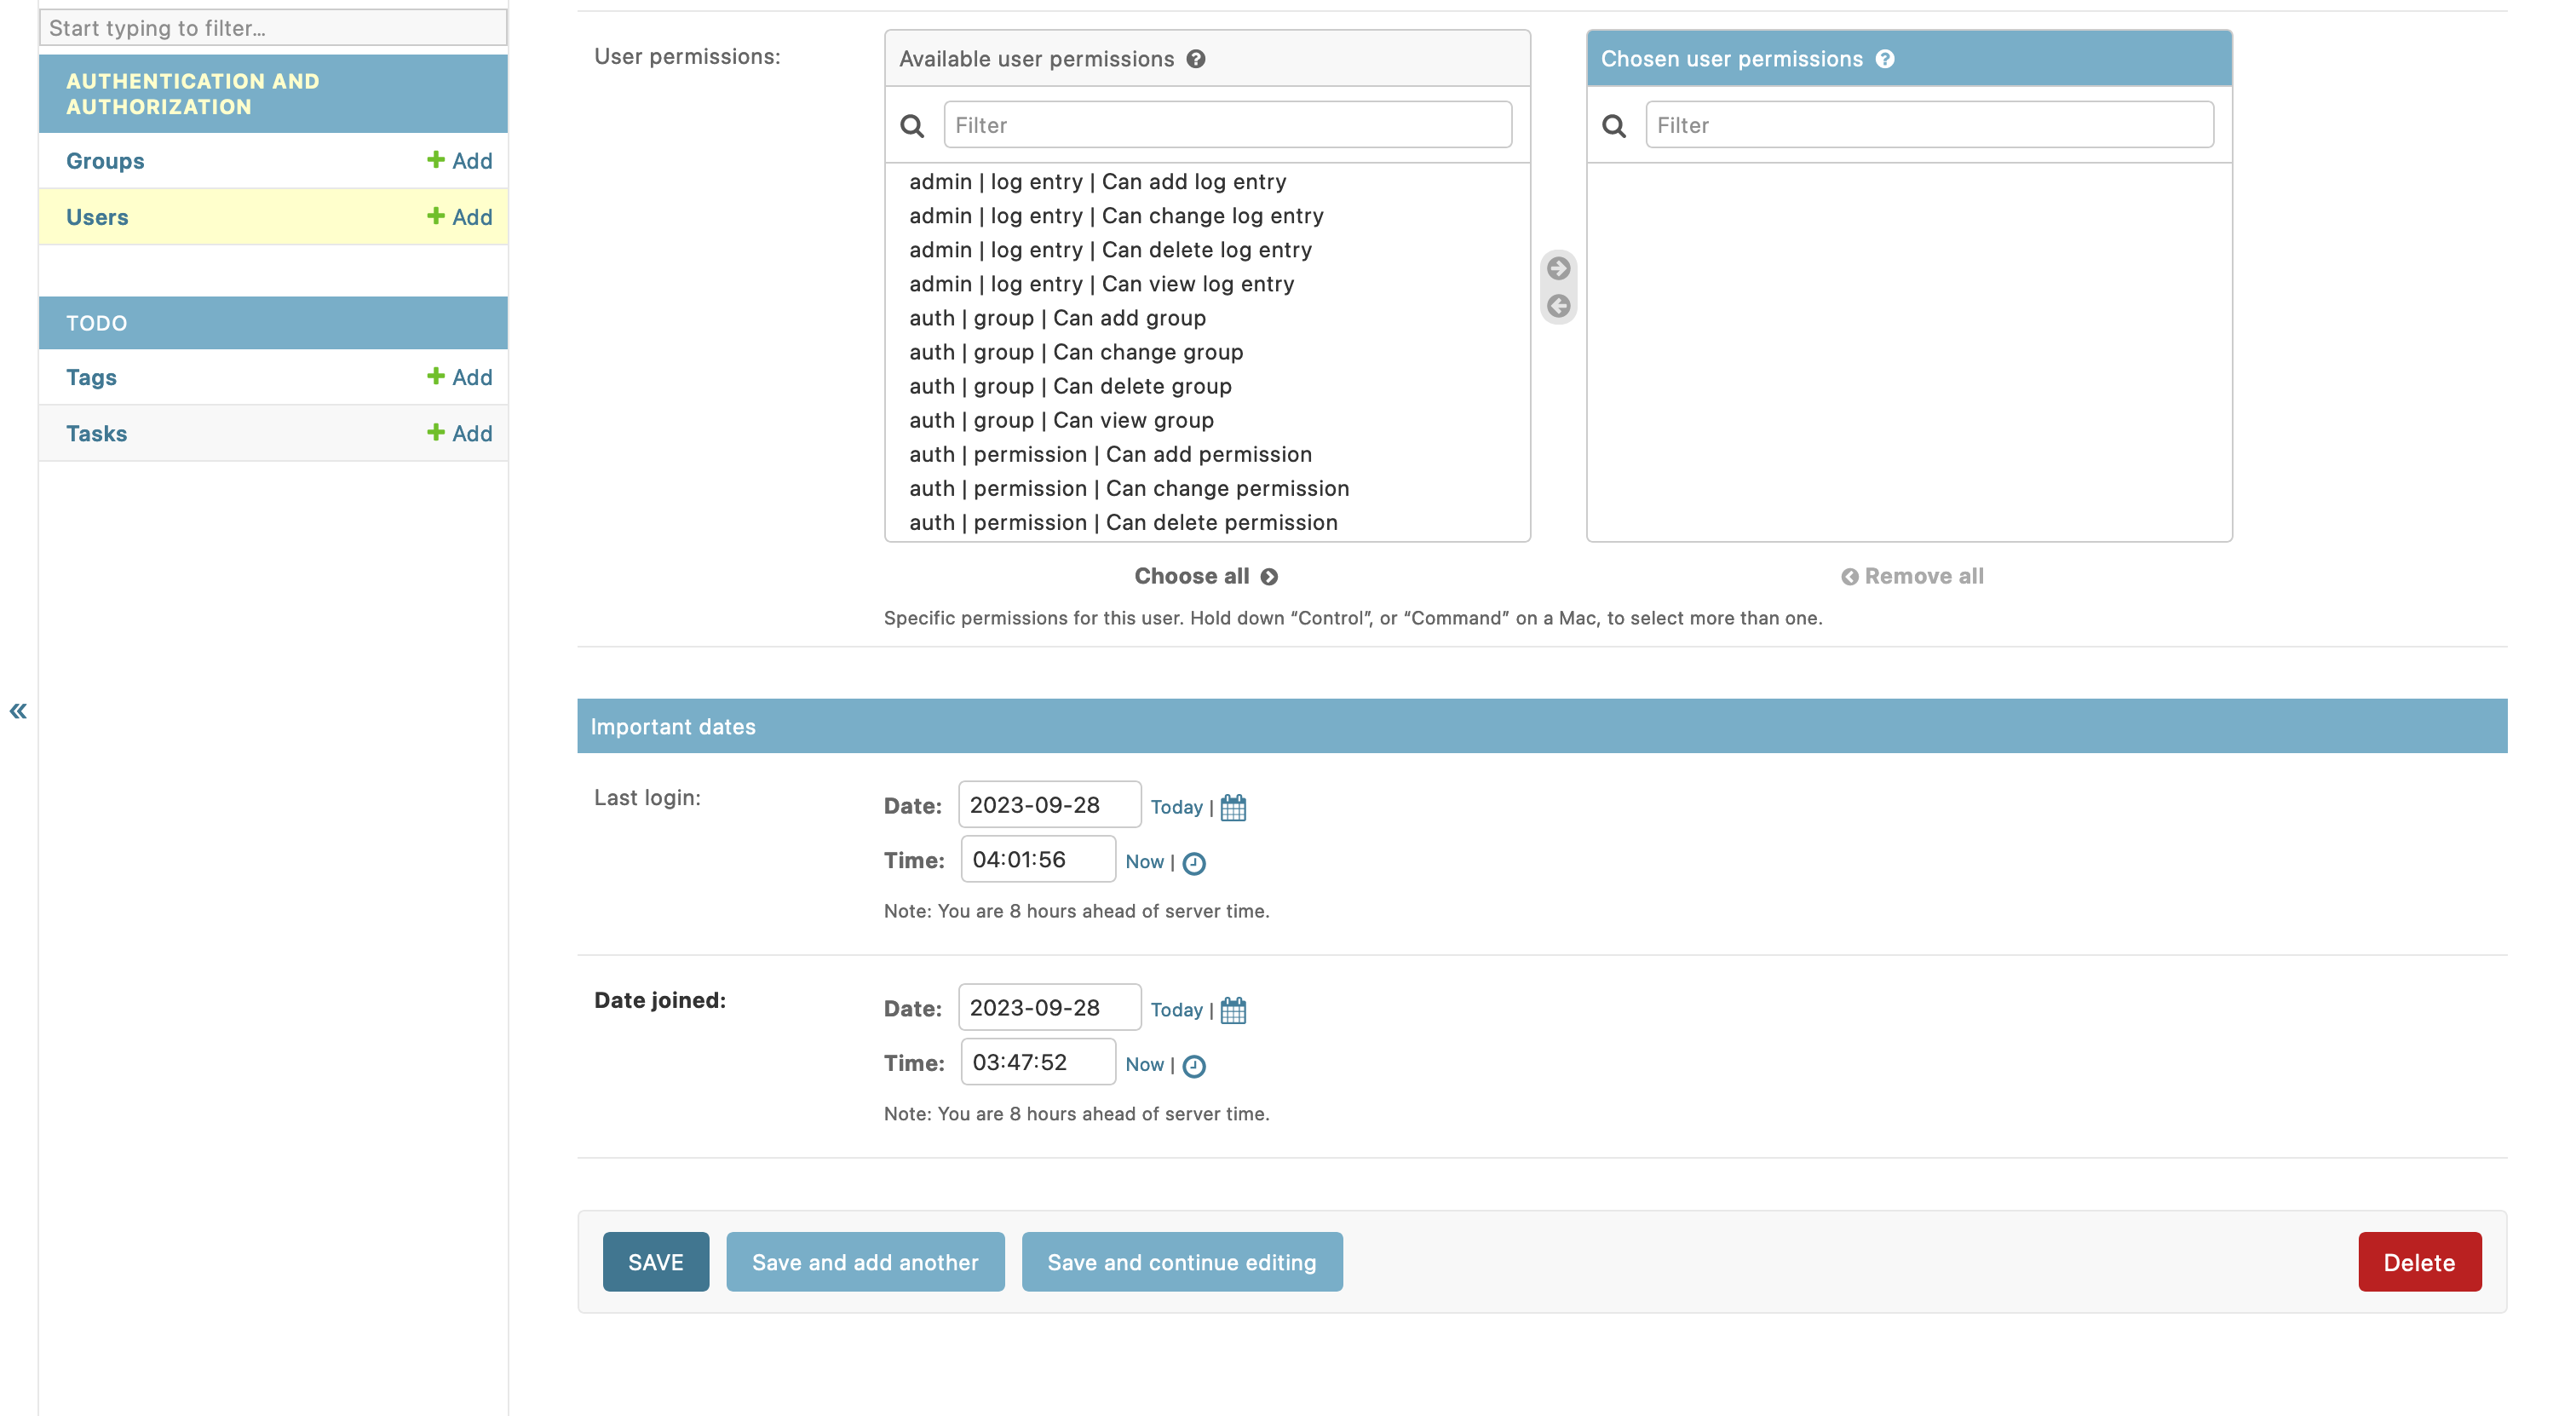 Start typing to filter...
AUTHENTICATION AND
AUTHORIZATION
Groups
Add
Users
Add
TODO
Tags
Add
Tasks
Add
«
User permissions:
Available user permissions ?
Filter
admin | log entry | Can add log entry
admin | log entry | Can change log entry
admin | log entry | Can delete log entry
admin | log entry | Can view log entry
auth | group | Can add group
auth | group | Can change group
auth | group | Can delete group
auth | group | Can view group
auth | permission | Can add permission
auth | permission | Can change permission
auth | permission | Can delete permission
Choose all
Chosen user permissions ?
Filter
Remove all
Specific permissions for this user. Hold down “Control”, or “Command” on a Mac, to select more than one.
Important dates
Last login:
Date: 2023-09-28 Today |
Time: 04:01:56 Now |
Note: You are 8 hours ahead of server time.
Date joined:
Date: 2023-09-28 Today |
Time: 03:47:52 Now |
Note: You are 8 hours ahead of server time.
SAVE
Save and add another
Save and continue editing
Delete